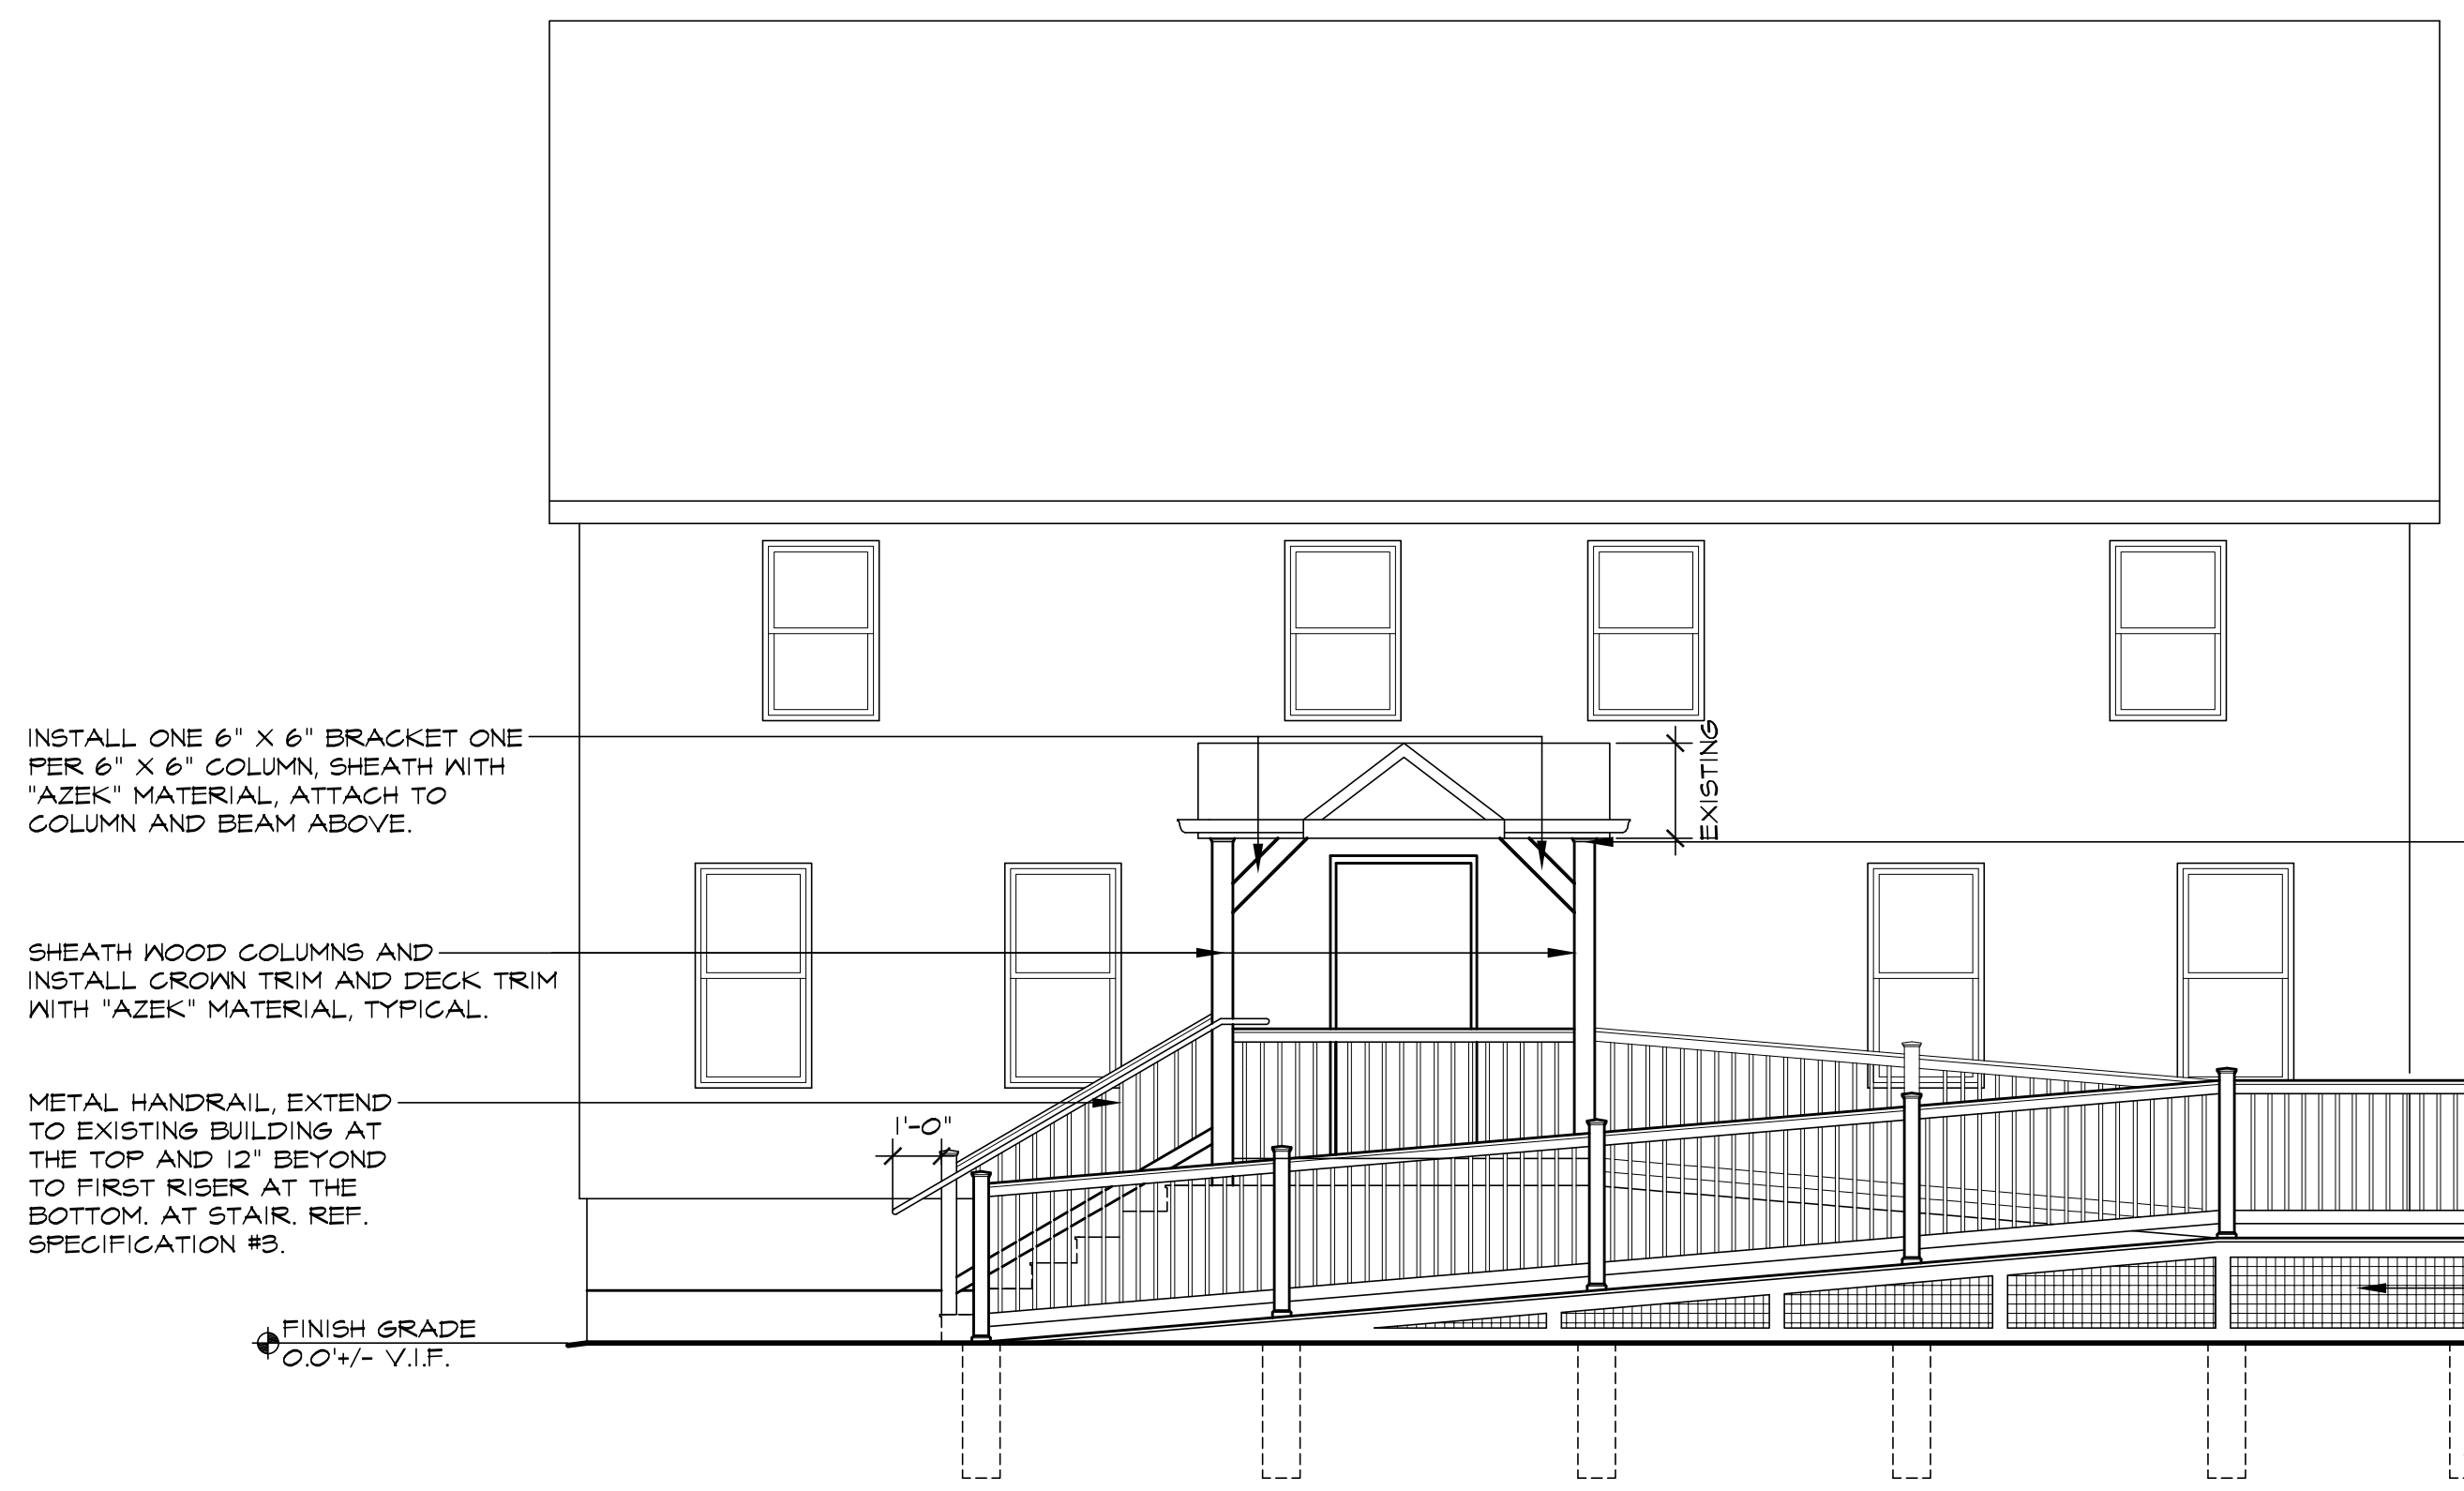 INSTALL ONE 6" X 6" BRACKET ONE
PER 6" X 6" COLUMN, SHEATH WITH
"AZEK" MATERIAL, ATTACH TO
COLUMN AND BEAM ABOVE.
EXISTING
SHEATH WOOD COLUMNS AND
INSTALL CROWN TRIM AND DECK TRIM
WITH "AZEK" MATERIAL, TYPICAL.
METAL HANDRAIL, EXTEND
TO EXISTING BUILDING AT
THE TOP AND 12" BEYOND
TO FIRST RISER AT THE
BOTTOM. AT STAIR. REF.
SPECIFICATION #3.
1'-0"
FINISH GRADE
0.0'+/- V.I.F.